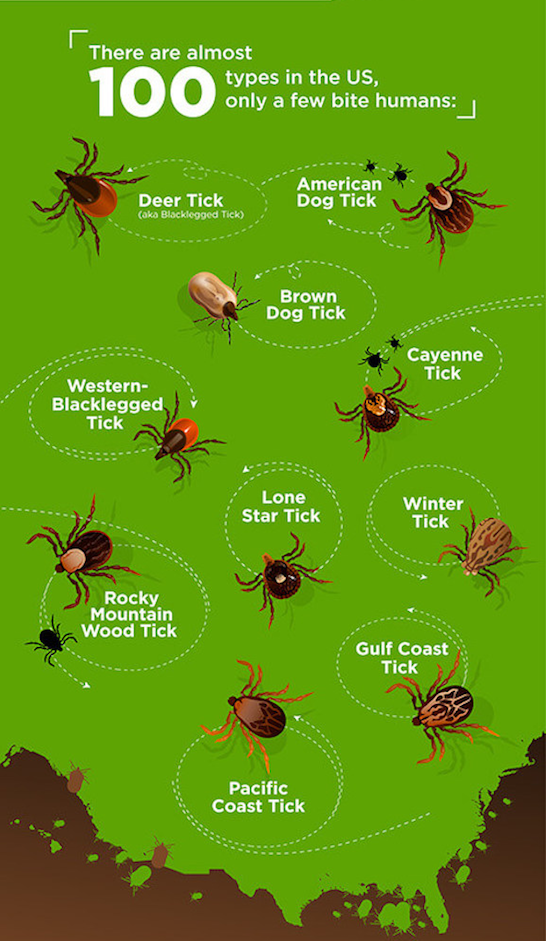 There are almost
100 types in the US,
only a few bite humans:
Deer Tick
(aka Blacklegged Tick)
American
Dog Tick
Brown
Dog Tick
Cayenne
Tick
Western-
Blacklegged
Tick
Lone
Star Tick
Winter
Tick
Rocky
Mountain
Wood Tick
Gulf Coast
Tick
Pacific
Coast Tick